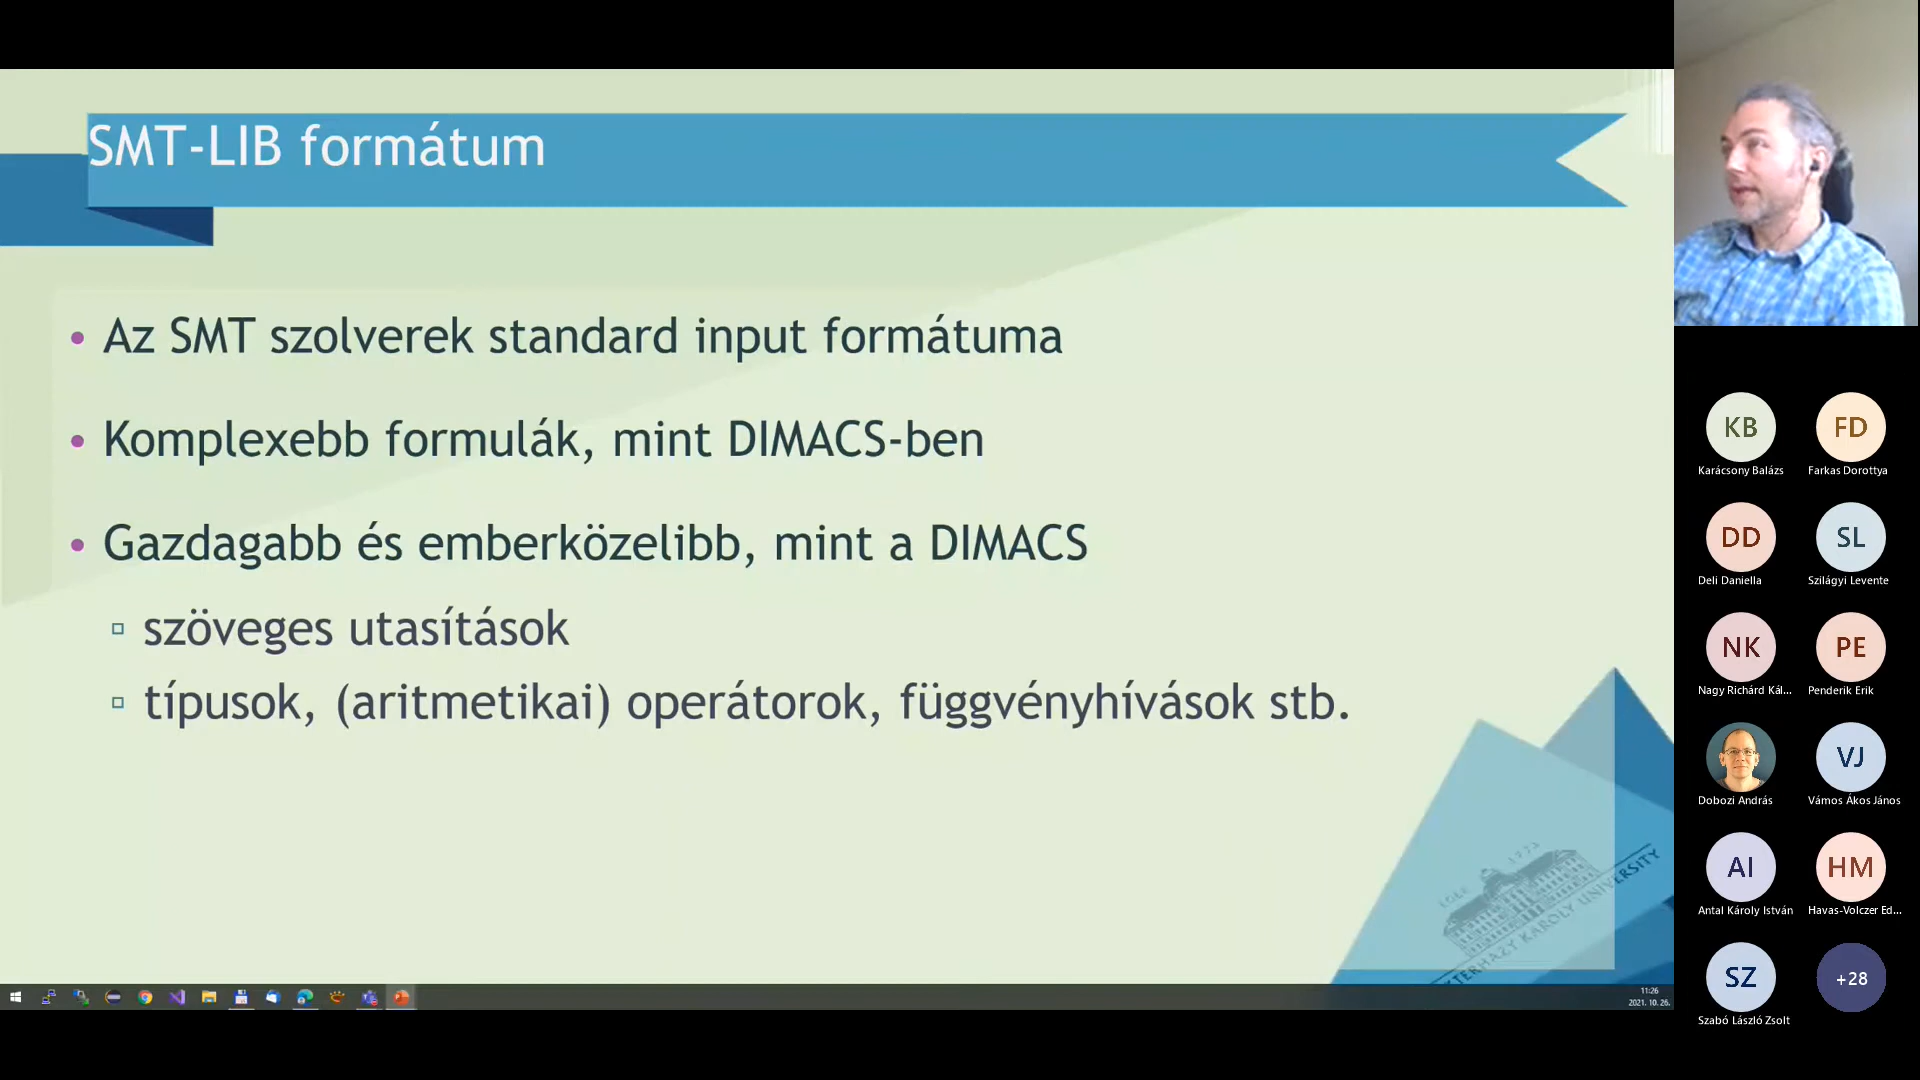 SMT-LIB formátum
• Az SMT szolverek standard input formátuma
• Komplexebb formulák, mint DIMACS-ben
• Gazdagabb és emberközelibb, mint a DIMACS
▫ szöveges utasítások
▫ típusok, (aritmetikai) operátorok, függvényhívások stb.
11:26
2021. 10. 26.
KB
FD
Karácsony Balázs
Farkas Dorottya
DD
SL
Deli Daniella
Szilágyi Levente
NK
PE
Nagy Richárd Kál...
Penderik Erik
VJ
Dobozi András
Vámos Ákos János
AI
HM
Antal Károly István
Havas-Volczer Ed...
SZ
+28
Szabó László Zsolt